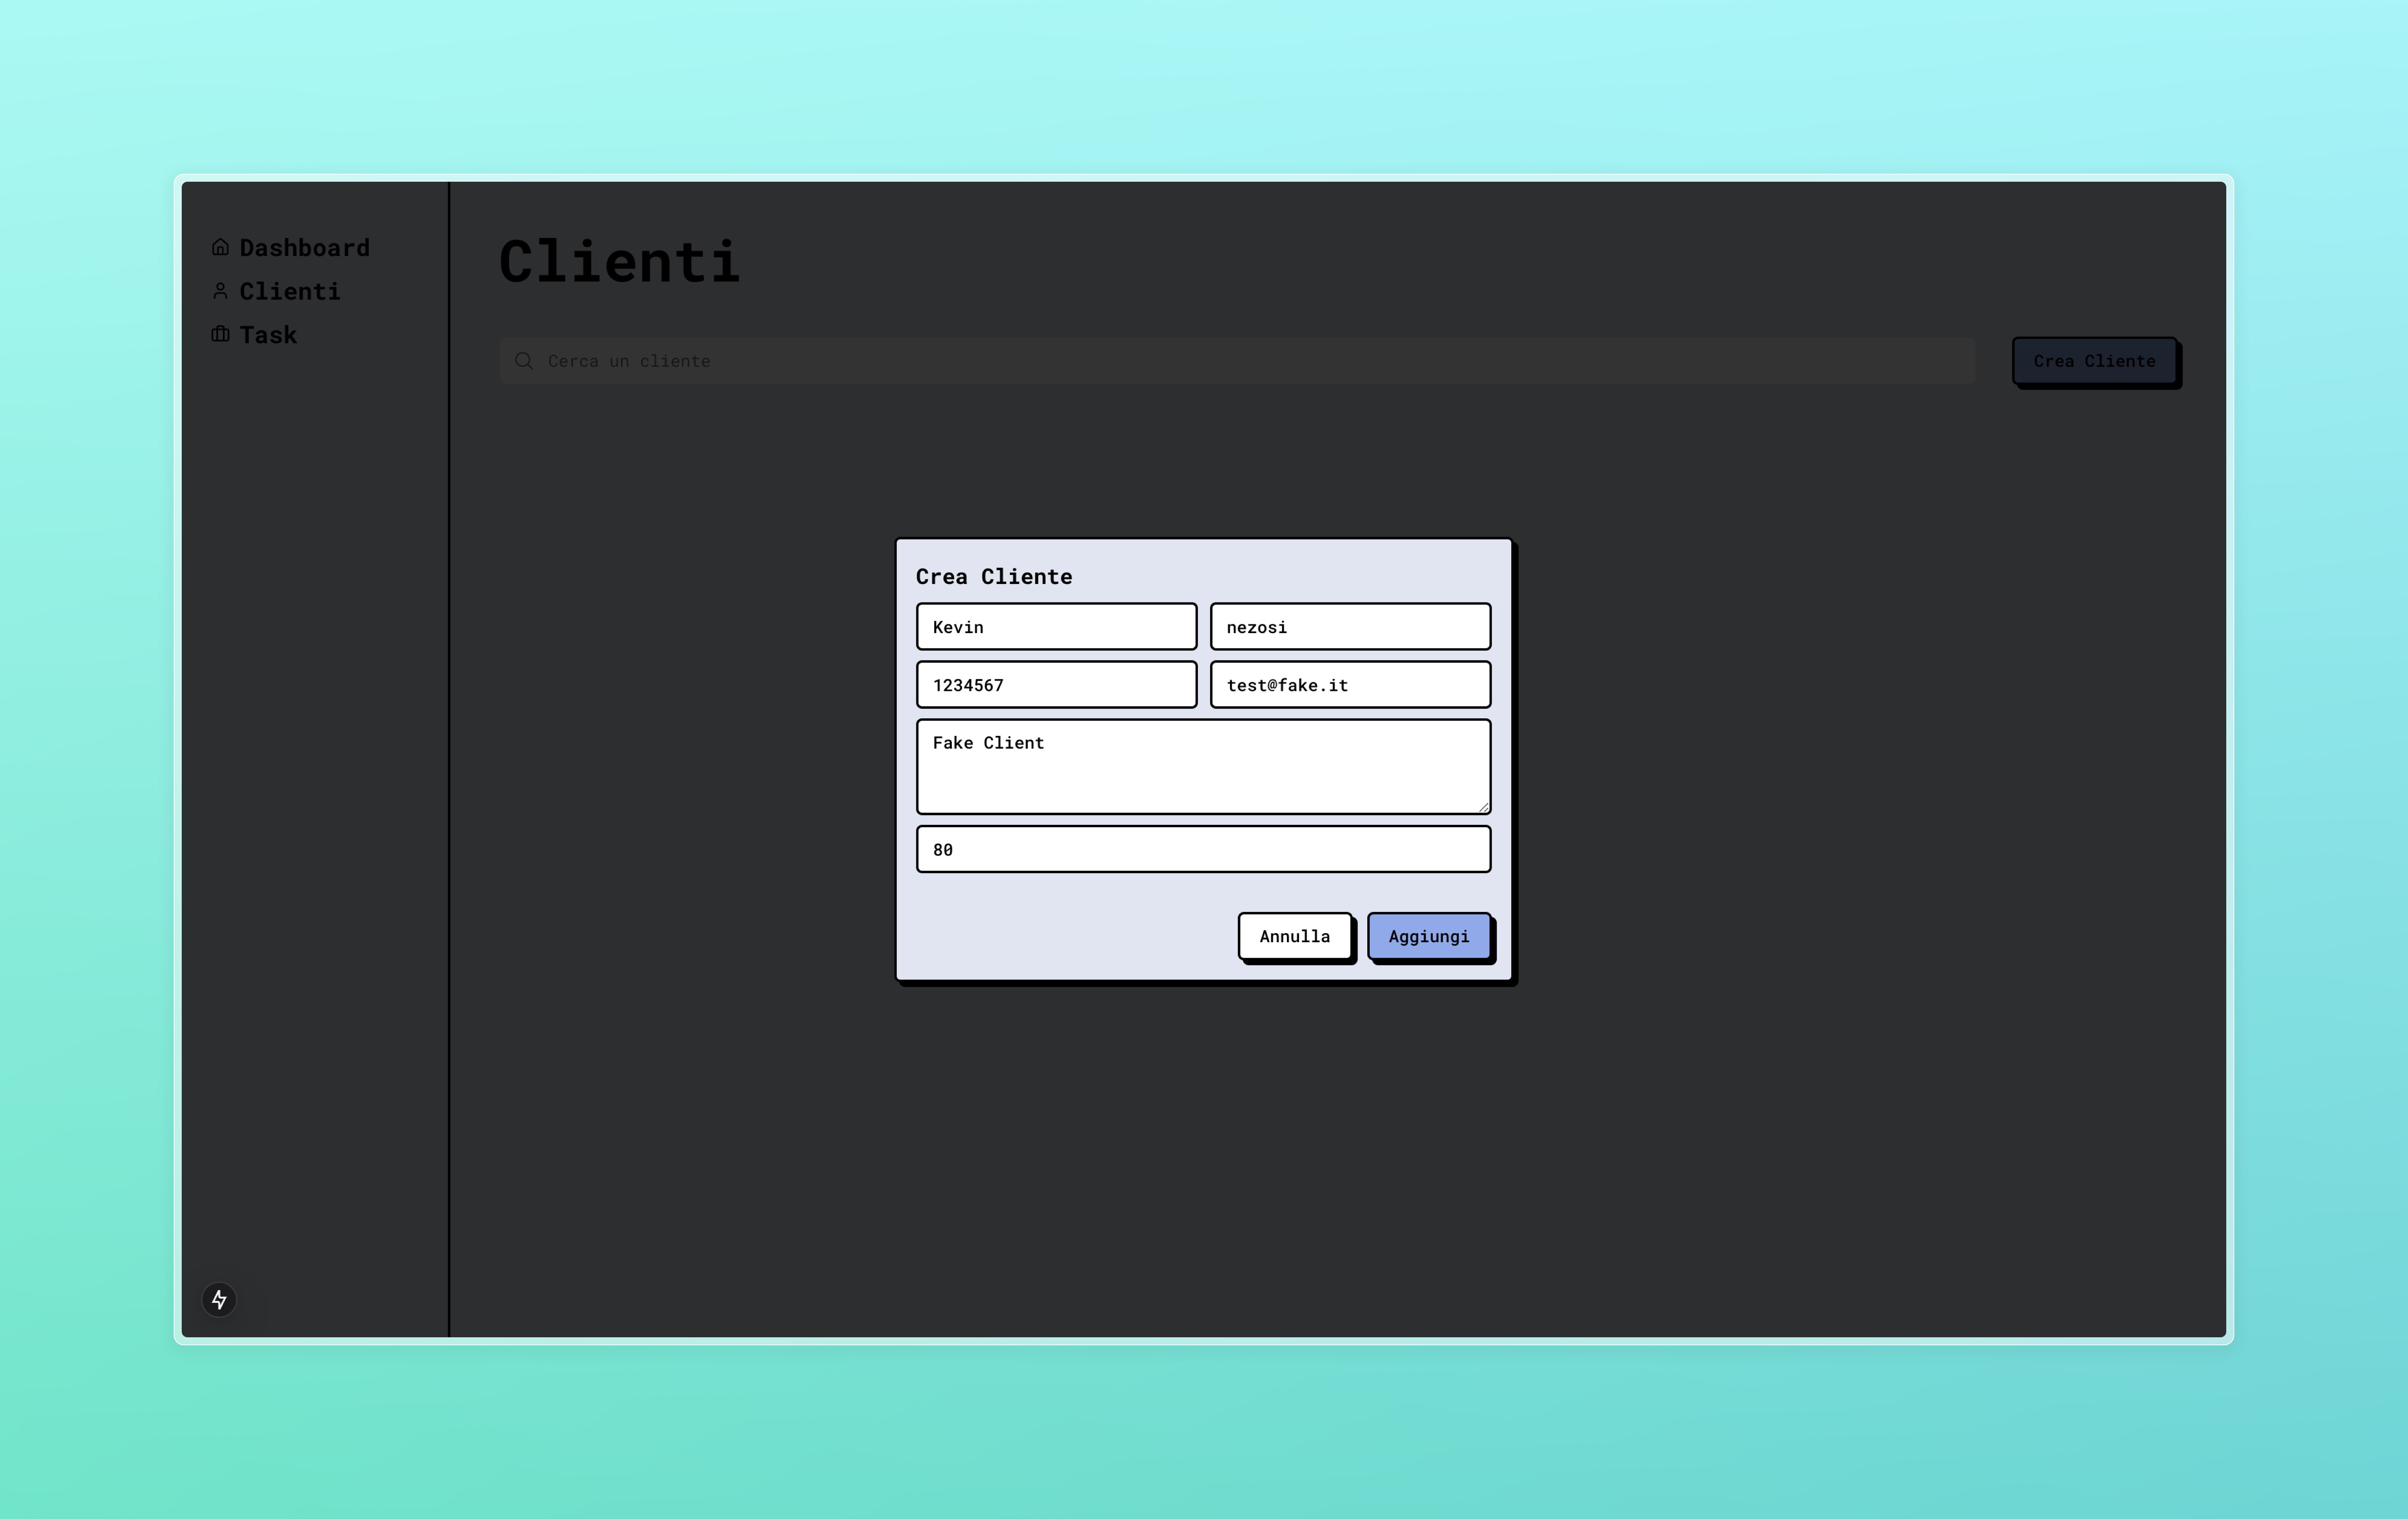 Dashboard
Clienti
Task
Clienti
Cerca un cliente
Crea Cliente
Crea Cliente
Kevin
nezosi
1234567
test@fake.it
Fake Client
80
Annulla
Aggiungi